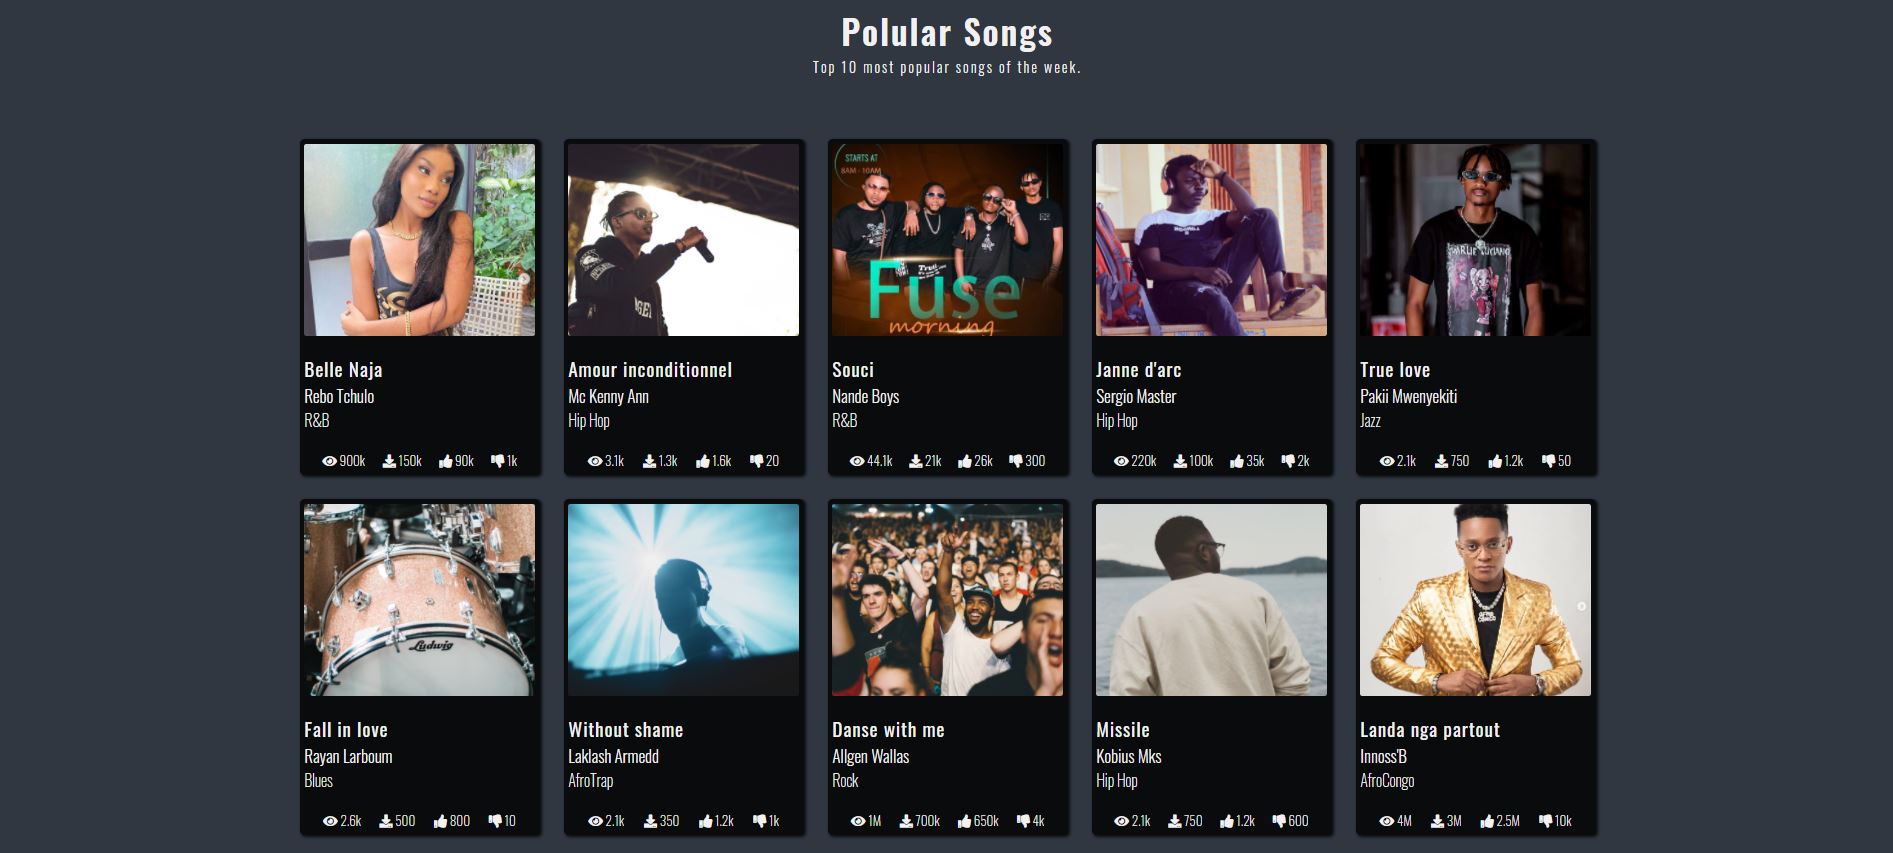 Polular Songs
Top 10 most popular songs of the week.
STARTS AT
8AM - 10AM
Fuse
morning
Belle Naja
Rebo Tchulo
R&B
900k 150k 90k 1k
Amour inconditionnel
Mc Kenny Ann
Hip Hop
3.1k 1.3k 1.6k 20
Souci
Nande Boys
R&B
44.1k 21k 26k 300
Janne d'arc
Sergio Master
Hip Hop
220k 100k 35k 2k
True love
Pakii Mwenyekiti
Jazz
2.1k 750 1.2k 50
Ludwig
Fall in love
Rayan Larboum
Blues
2.6k 500 800 10
Without shame
Laklash Armedd
AfroTrap
2.1k 350 1.2k 1k
Danse with me
Allgen Wallas
Rock
1M 700k 650k 4k
Missile
Kobius Mks
Hip Hop
2.1k 750 1.2k 600
Landa nga partout
Innoss'B
AfroCongo
4M 3M 2.5M 10k